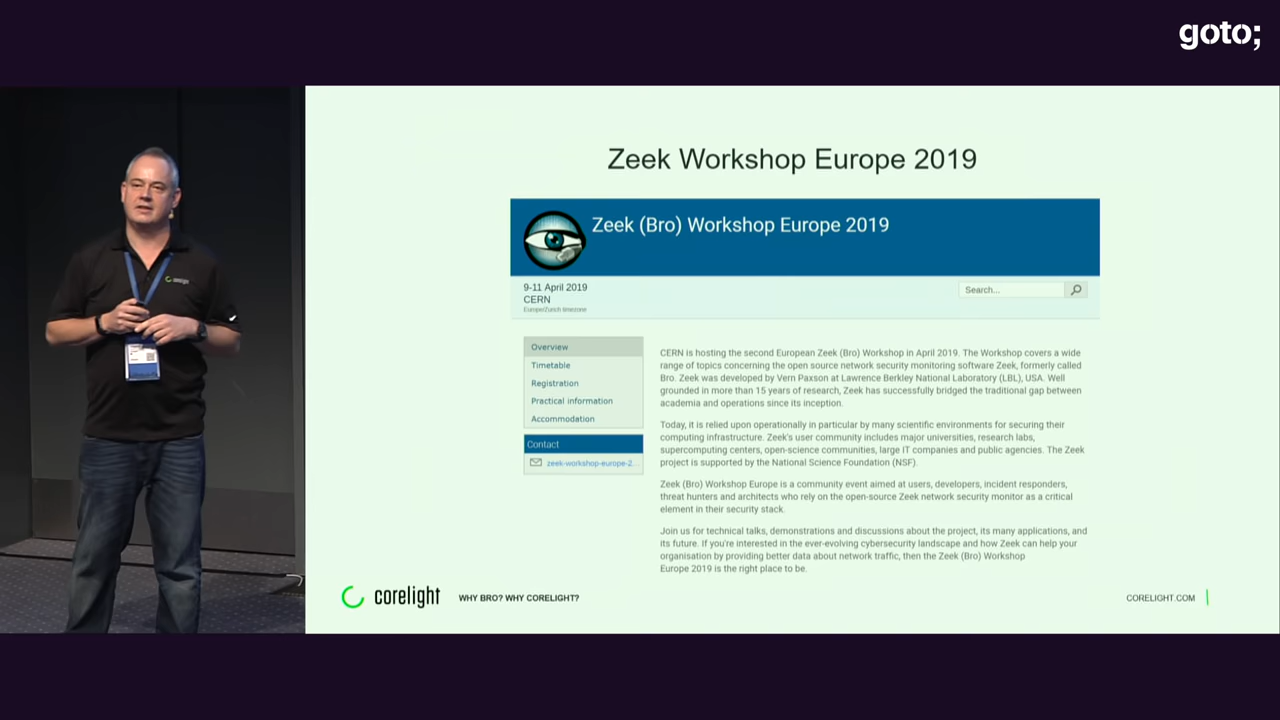 goto;
Zeek Workshop Europe 2019
Zeek (Bro) Workshop Europe 2019
9-11 April 2019
CERN
Europe/Zurich timezone
Search...
Overview
Timetable
Registration
Practical information
Accommodation
Contact
zeek-workshop-europe-2...
CERN is hosting the second European Zeek (Bro) Workshop in April 2019. The Workshop covers a wide
range of topics concerning the open source network security monitoring software Zeek, formerly called
Bro. Zeek was developed by Vern Paxson at Lawrence Berkley National Laboratory (LBL), USA. Well
grounded in more than 15 years of research, Zeek has successfully bridged the traditional gap between
academia and operations since its inception.
Today, it is relied upon operationally in particular by many scientific environments for securing their
computing infrastructure. Zeek's user community includes major universities, research labs,
supercomputing centers, open-science communities, large IT companies and public agencies. The Zeek
project is supported by the National Science Foundation (NSF).
Zeek (Bro) Workshop Europe is a community event aimed at users, developers, incident responders,
threat hunters and architects who rely on the open-source Zeek network security monitor as a critical
element in their security stack.
Join us for technical talks, demonstrations and discussions about the project, its many applications, and
its future. If you're interested in the ever-evolving cybersecurity landscape and how Zeek can help your
organisation by providing better data about network traffic, then the Zeek (Bro) Workshop
Europe 2019 is the right place to be.
corelight
WHY BRO? WHY CORELIGHT?
CORELIGHT.COM